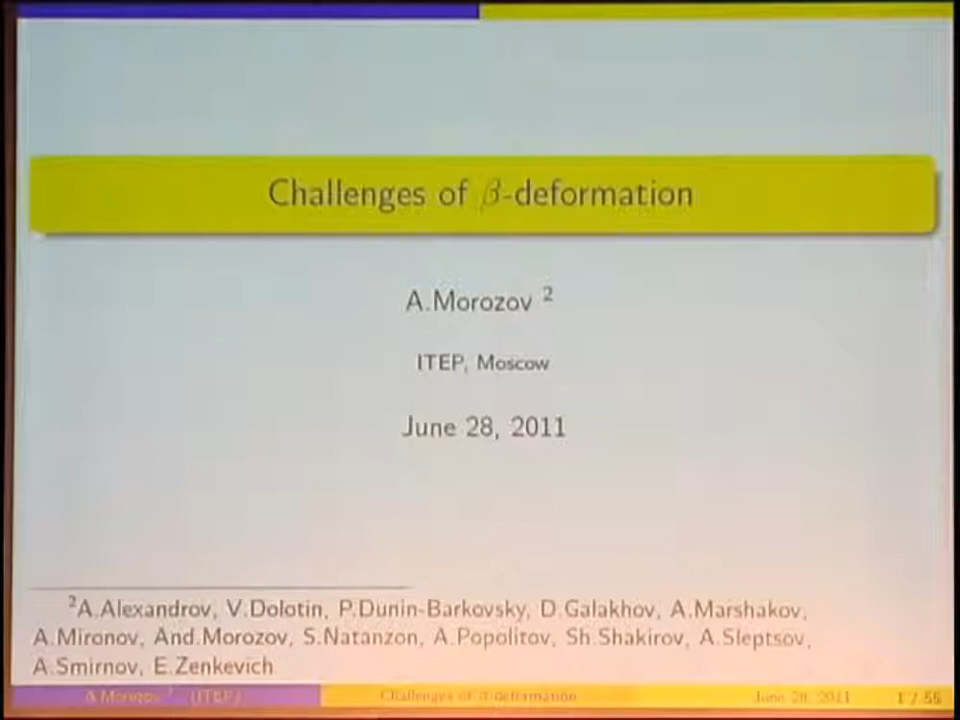 Challenges of β-deformation
A.Morozov ²
ITEP, Moscow
June 28, 2011
²A.Alexandrov, V.Dolotin, P.Dunin-Barkovsky, D.Galakhov, A.Marshakov,
A.Mironov, And.Morozov, S.Natanzon, A.Popolitov, Sh.Shakirov, A.Sleptsov,
A.Smirnov, E.Zenkevich
A.Morozov ² (ITEP) Challenges of β-deformation June 28, 2011 1 / 55